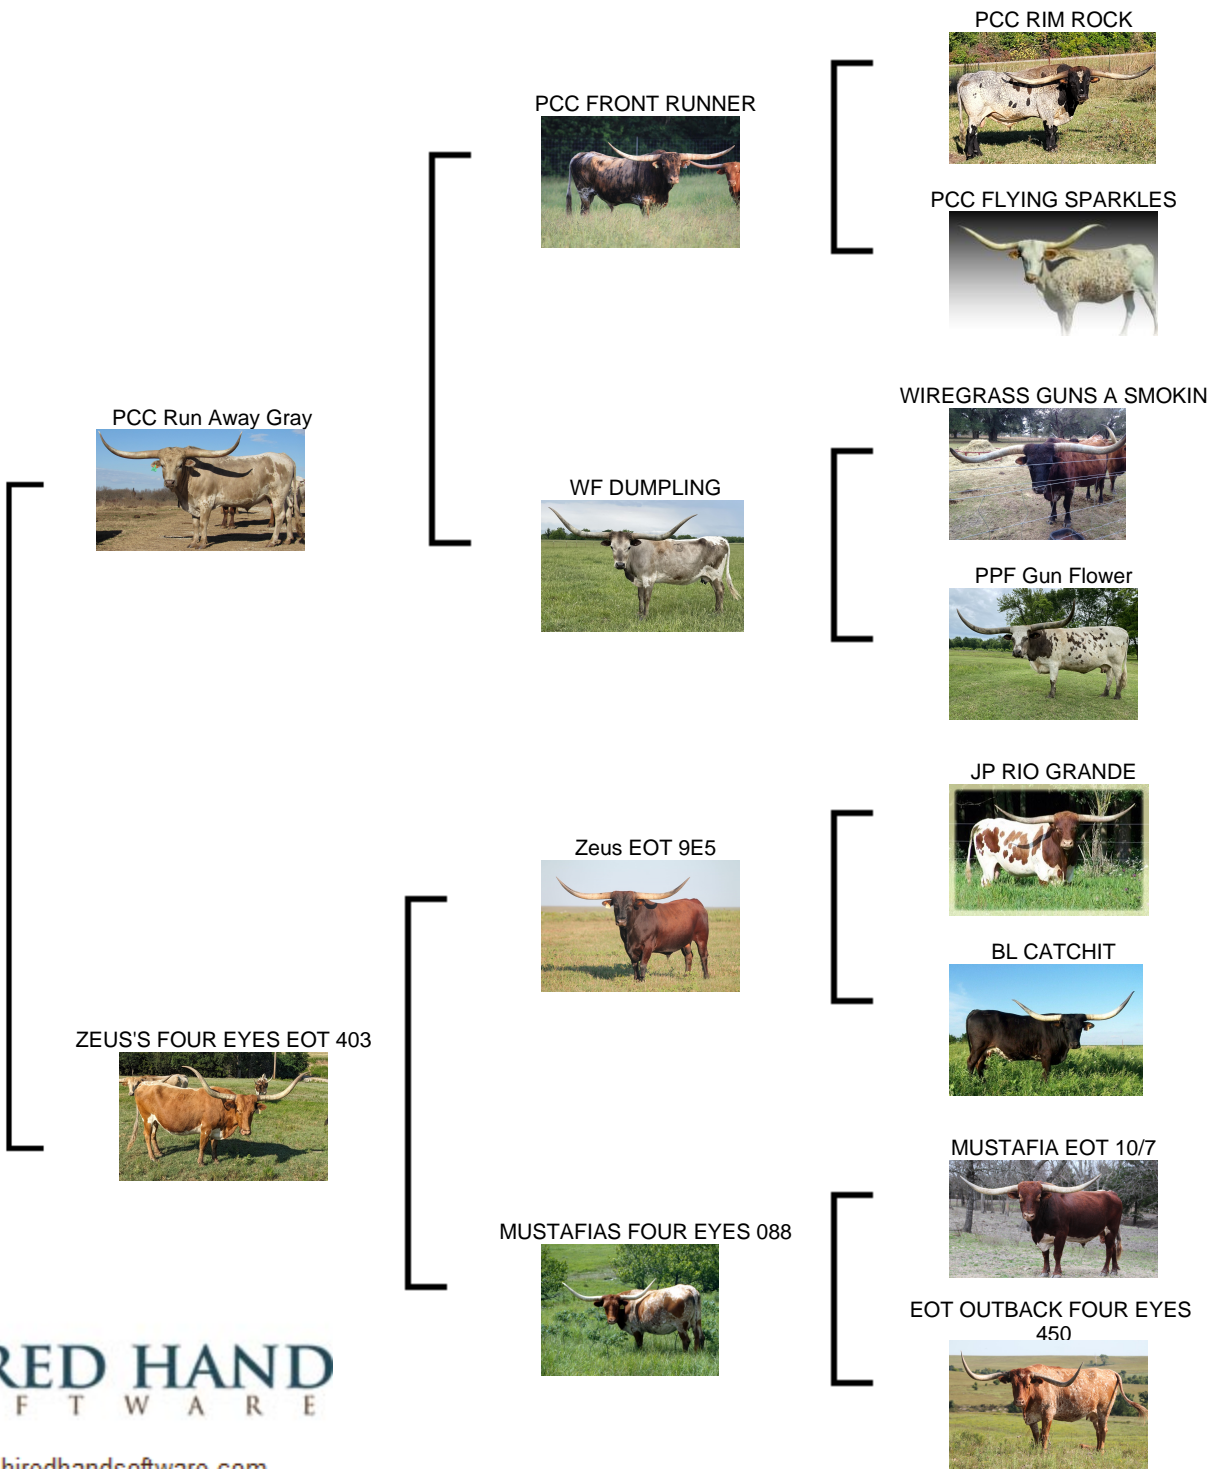 PCC RIM ROCK
PCC FRONT RUNNER
PCC FLYING SPARKLES
WIREGRASS GUNS A SMOKIN
PCC Run Away Gray
WF DUMPLING
PPF Gun Flower
JP RIO GRANDE
Zeus EOT 9E5
BL CATCHIT
ZEUS'S FOUR EYES EOT 403
MUSTAFIA EOT 10/7
MUSTAFIAS FOUR EYES 088
EOT OUTBACK FOUR EYES
450
RED HAND
F T W A R E
hiredhandsoftware.com